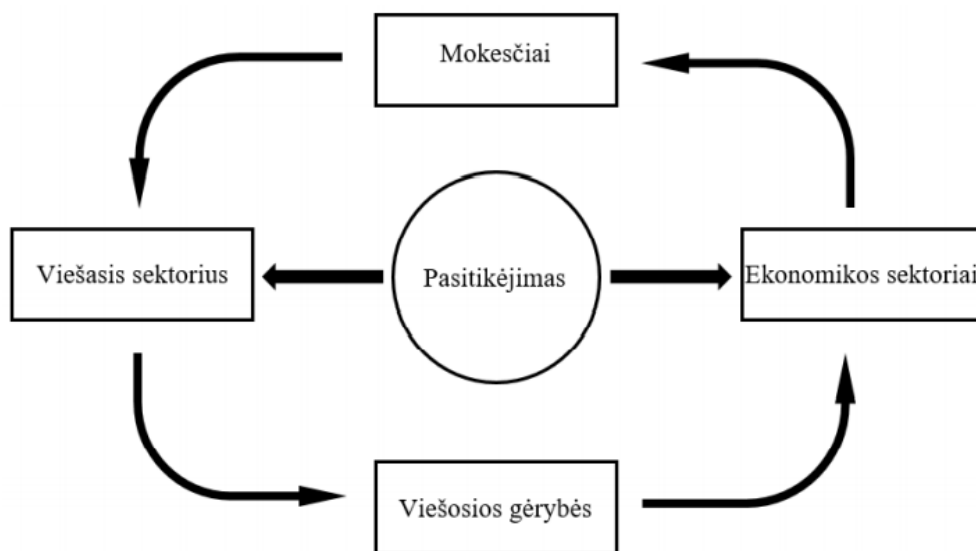 Mokesčiai
Viešasis sektorius
Pasitikėjimas
Ekonomikos sektoriai
Viešosios gėrybės